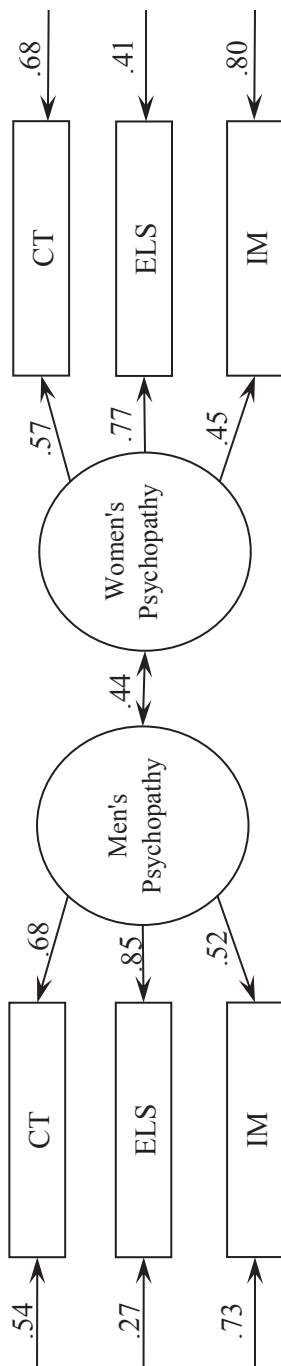 .54
CT
.68
.27
ELS
.85
.73
IM
.52
Men's
Psychopathy
.44
Women's
Psychopathy
.57
CT
.68
.77
ELS
.41
.45
IM
.80